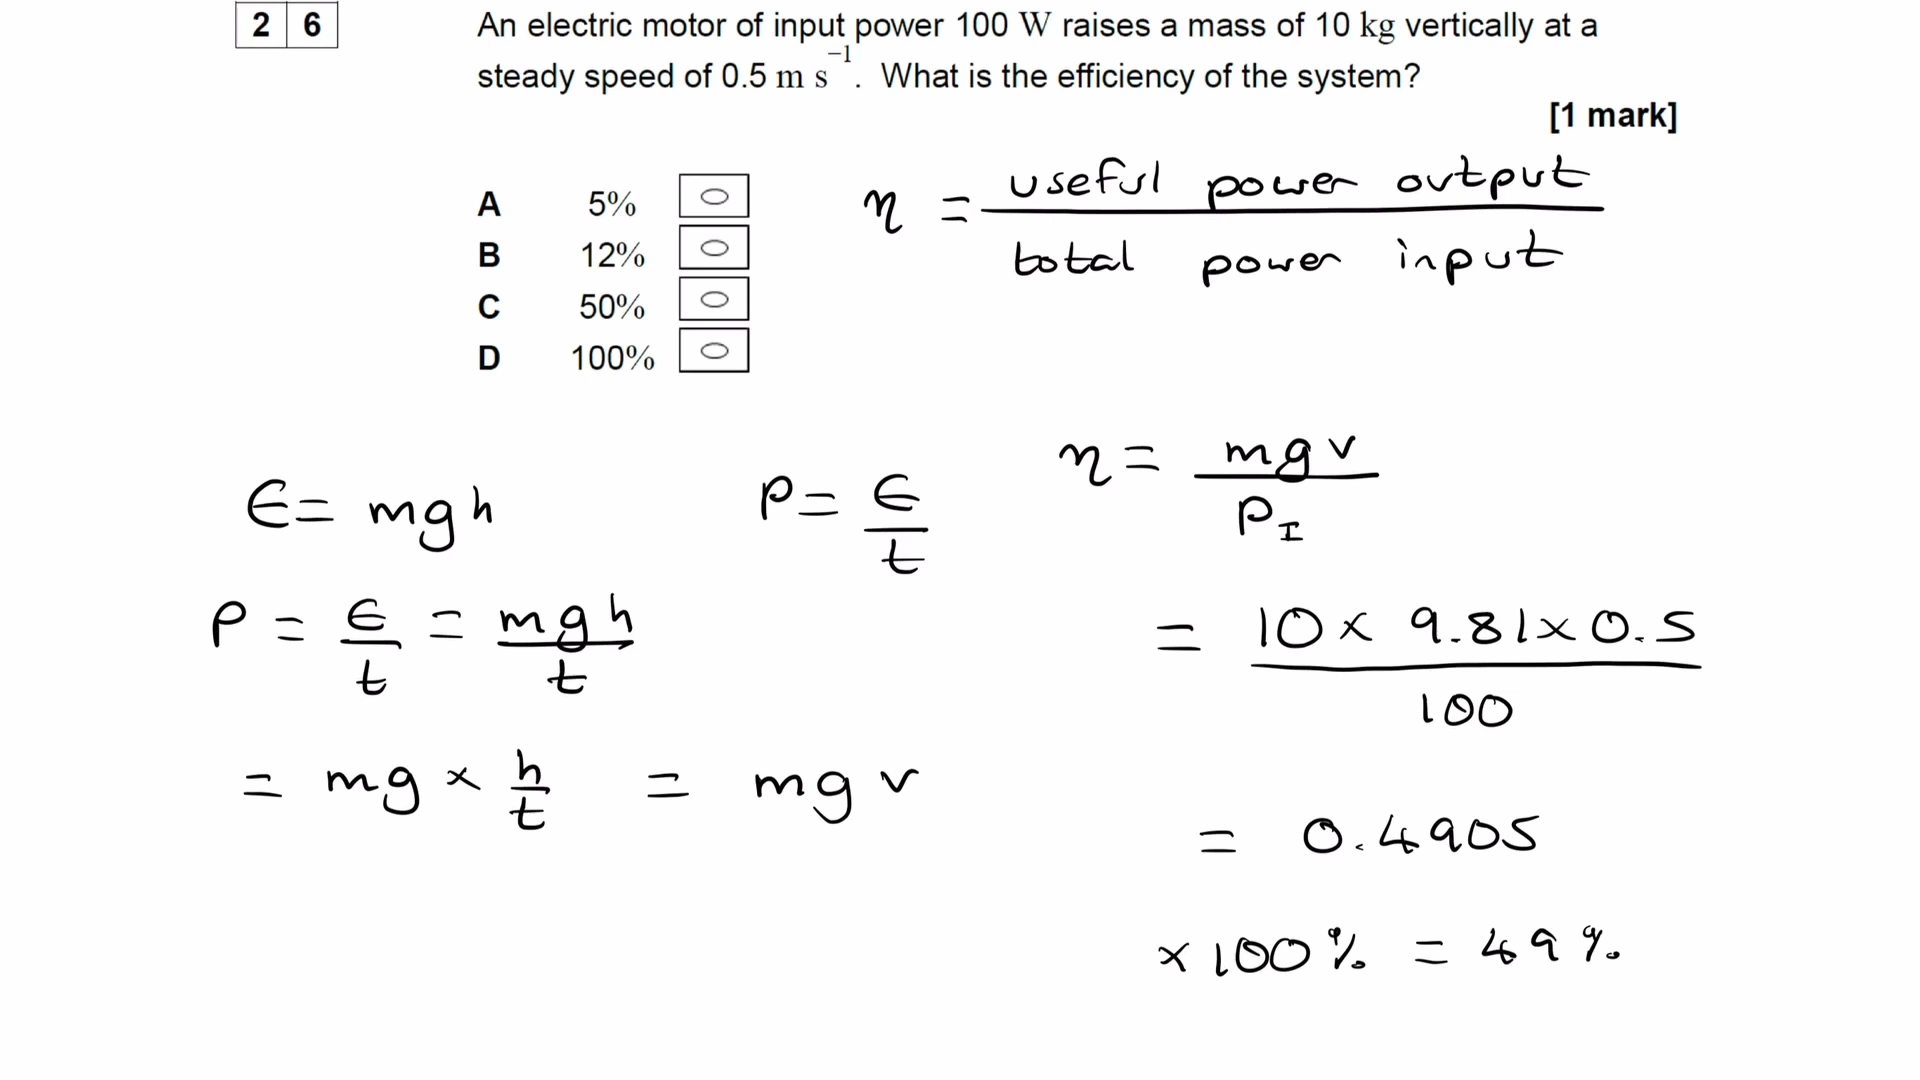 2 6 An electric motor of input power 100 W raises a mass of 10 kg vertically at a
steady speed of 0.5 m s⁻¹. What is the efficiency of the system?
[1 mark]
A 5%
B 12%
C 50%
D 100%
η = useful power output
total power input
E = mgh
P = E/t
P = E/t = mgh/t
= mg × h/t = mgv
η = mgv/P_I
= 10 × 9.81 × 0.5
100
= 0.4905
× 100% = 49%